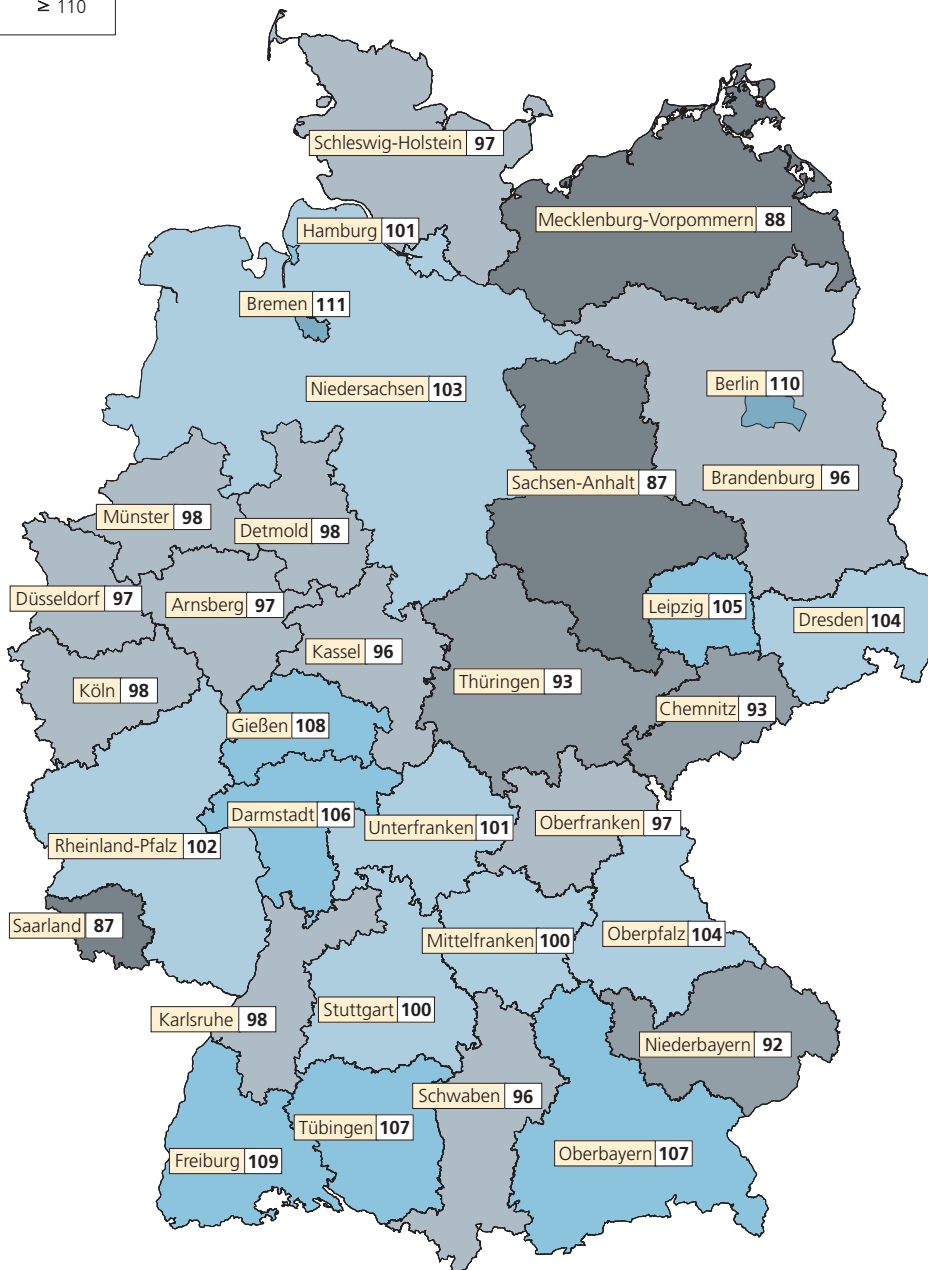 ≥ 110
Schleswig-Holstein 97
Mecklenburg-Vorpommern 88
Hamburg 101
Bremen 111
Berlin 110
Niedersachsen 103
Brandenburg 96
Sachsen-Anhalt 87
Münster 98
Detmold 98
Düsseldorf 97
Arnsberg 97
Leipzig 105
Dresden 104
Kassel 96
Thüringen 93
Köln 98
Chemnitz 93
Gießen 108
Darmstadt 106
Unterfranken 101
Oberfranken 97
Rheinland-Pfalz 102
Saarland 87
Mittelfranken 100
Oberpfalz 104
Karlsruhe 98
Stuttgart 100
Niederbayern 92
Schwaben 96
Tübingen 107
Oberbayern 107
Freiburg 109